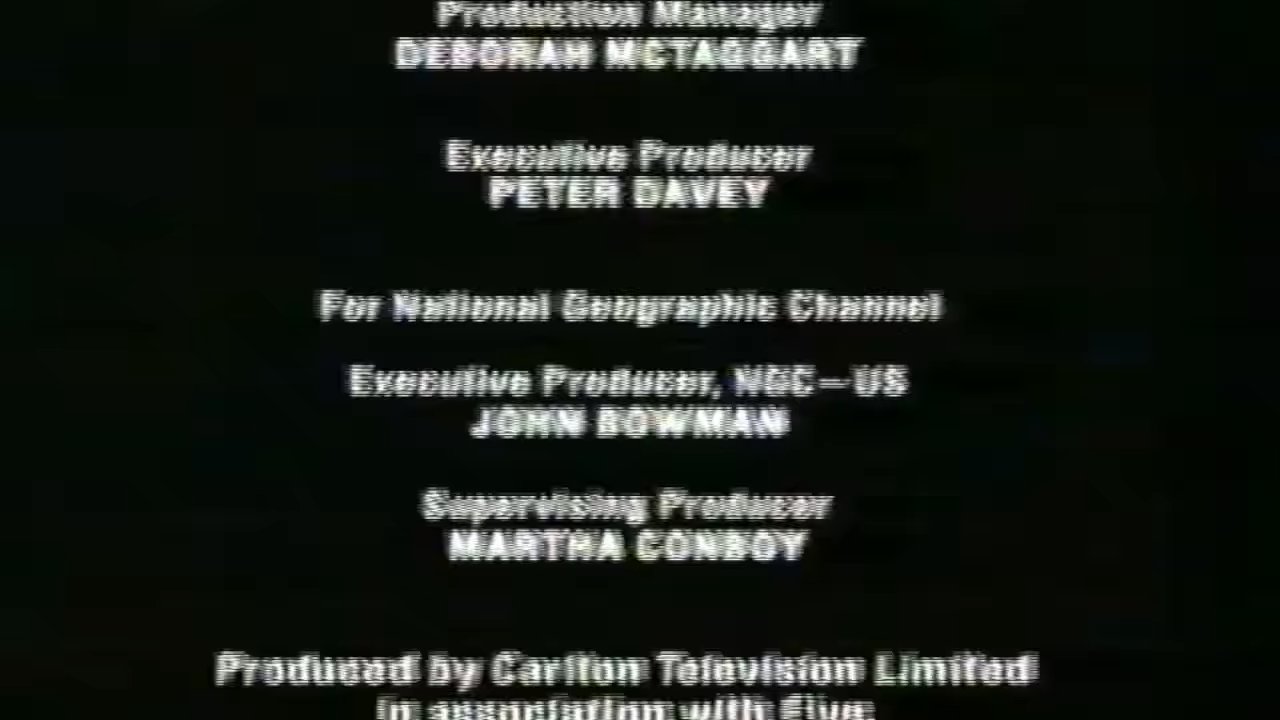 Production Manager
DEBORAH MCTAGGART
Executive Producer
PETER DAVEY
For National Geographic Channel
Executive Producer, NGC—US
JOHN BOWMAN
Supervising Producer
MARTHA CONBOY
Produced by Carlton Television Limited
in association with Five,